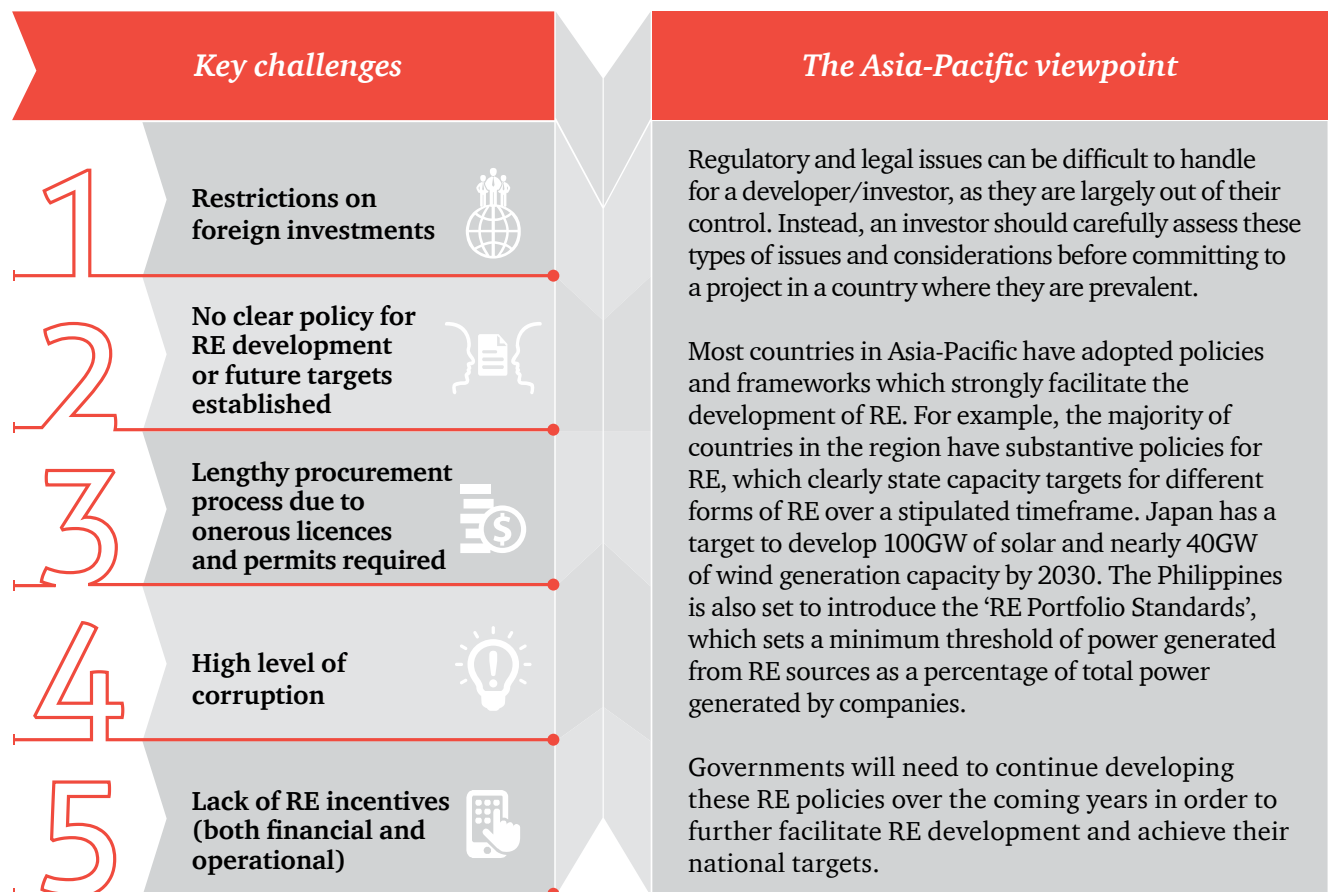 Key challenges
1
Restrictions on
foreign investments
2
No clear policy for
RE development
or future targets
established
3
Lengthy procurement
process due to
onerous licences
and permits required
$
4
High level of
corruption
!
5
Lack of RE incentives
(both financial and
operational)
The Asia-Pacific viewpoint
Regulatory and legal issues can be difficult to handle
for a developer/investor, as they are largely out of their
control. Instead, an investor should carefully assess these
types of issues and considerations before committing to
a project in a country where they are prevalent.
Most countries in Asia-Pacific have adopted policies
and frameworks which strongly facilitate the
development of RE. For example, the majority of
countries in the region have substantive policies for
RE, which clearly state capacity targets for different
forms of RE over a stipulated timeframe. Japan has a
target to develop 100GW of solar and nearly 40GW
of wind generation capacity by 2030. The Philippines
is also set to introduce the ‘RE Portfolio Standards’,
which sets a minimum threshold of power generated
from RE sources as a percentage of total power
generated by companies.
Governments will need to continue developing
these RE policies over the coming years in order to
further facilitate RE development and achieve their
national targets.